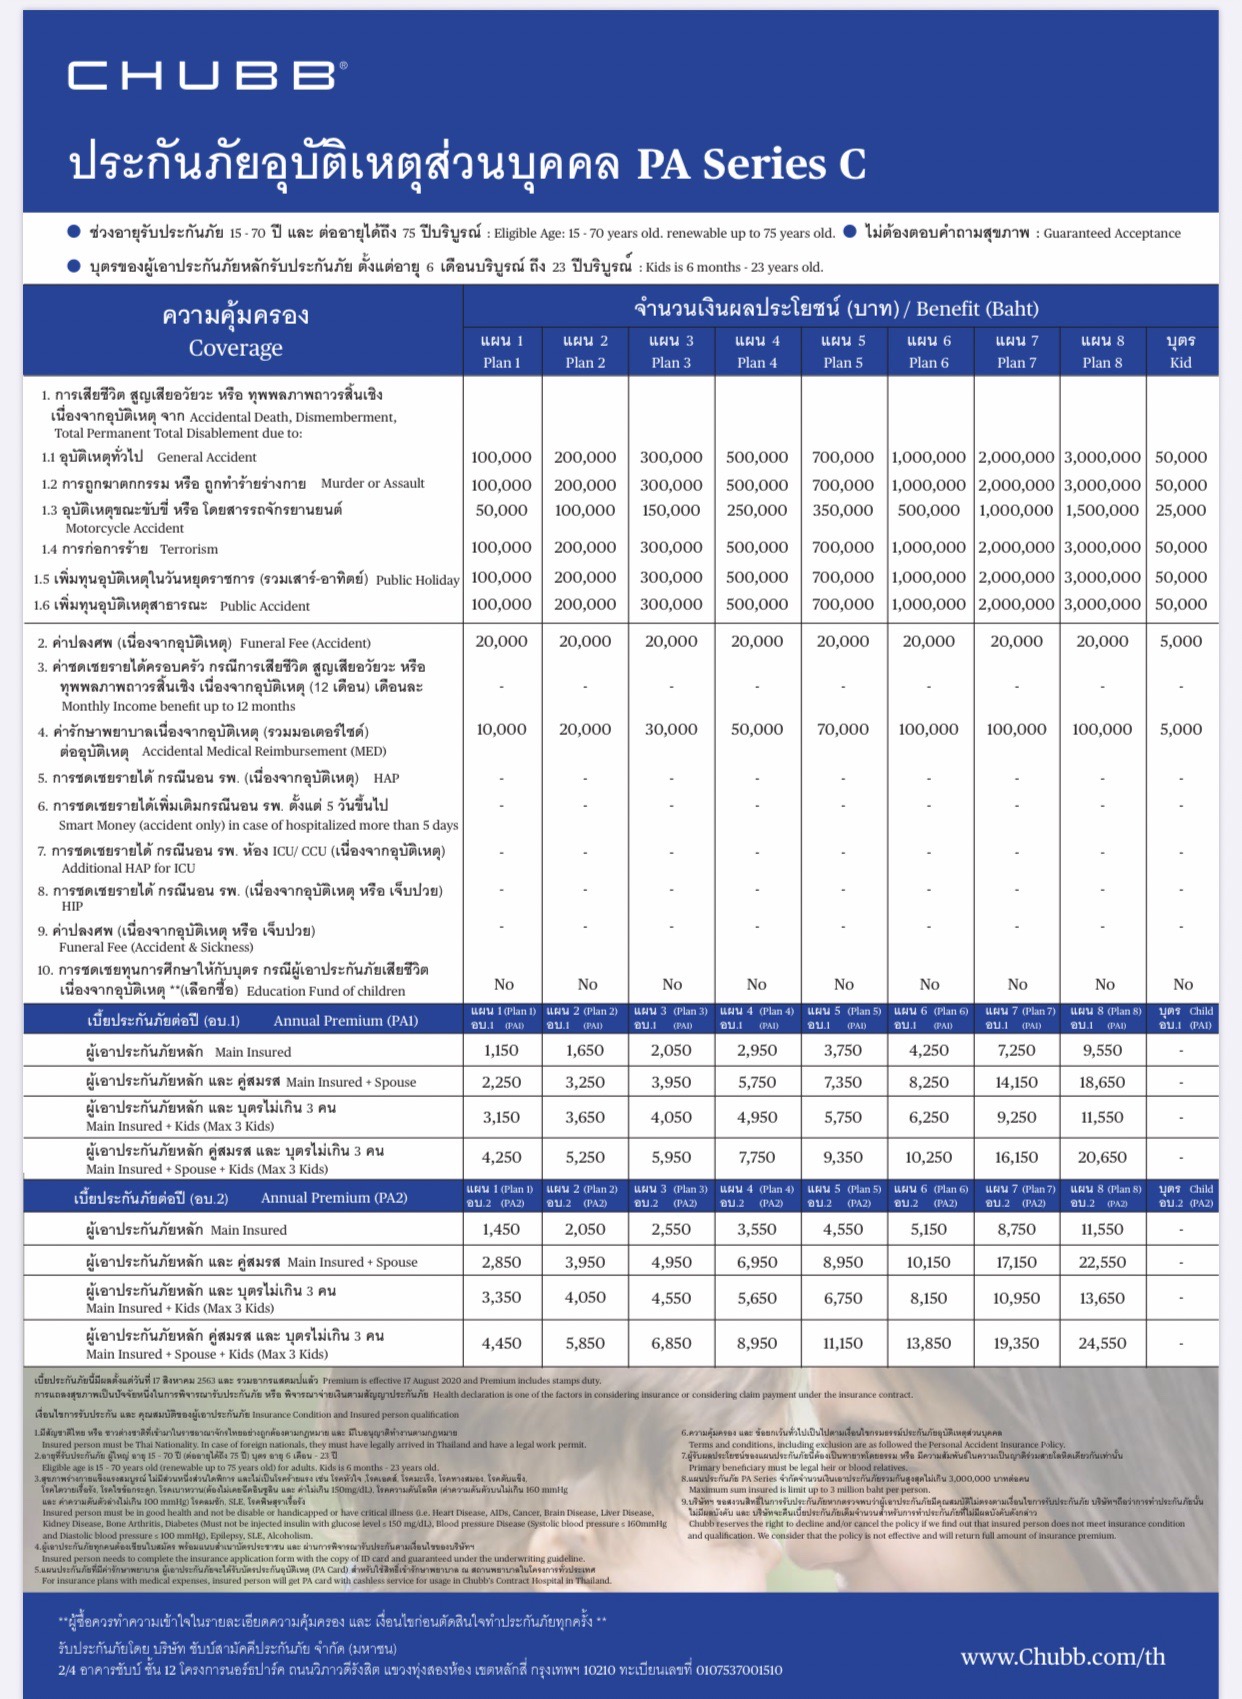 CHUBB®
ประกันภัยอุบัติเหตุส่วนบุคคล PA Series C
● ช่วงอายุรับประกันภัย 15 - 70 ปี และ ต่ออายุได้ถึง 75 ปีบริบูรณ์ : Eligible Age: 15 - 70 years old. renewable up to 75 years old. ● ไม่ต้องตอบคำถามสุขภาพ : Guaranteed Acceptance
● บุตรของผู้เอาประกันภัยหลักรับประกันภัย ตั้งแต่อายุ 6 เดือนบริบูรณ์ ถึง 23 ปีบริบูรณ์ : Kids is 6 months - 23 years old.
ความคุ้มครอง
Coverage
จำนวนเงินผลประโยชน์ (บาท) / Benefit (Baht)
แผน 1 แผน 2 แผน 3 แผน 4 แผน 5 แผน 6 แผน 7 แผน 8 บุตร
Plan 1 Plan 2 Plan 3 Plan 4 Plan 5 Plan 6 Plan 7 Plan 8 Kid
1. การเสียชีวิต สูญเสียอวัยวะ หรือ ทุพพลภาพถาวรสิ้นเชิง
เนื่องจากอุบัติเหตุ จาก Accidental Death, Dismemberment,
Total Permanent Total Disablement due to:
1.1 อุบัติเหตุทั่วไป General Accident 100,000 200,000 300,000 500,000 700,000 1,000,000 2,000,000 3,000,000 50,000
1.2 การถูกฆาตกกรรม หรือ ถูกทำร้ายร่างกาย Murder or Assault 100,000 200,000 300,000 500,000 700,000 1,000,000 2,000,000 3,000,000 50,000
1.3 อุบัติเหตุขณะขับขี่ หรือ โดยสารรถจักรยานยนต์ 50,000 100,000 150,000 250,000 350,000 500,000 1,000,000 1,500,000 25,000
Motorcycle Accident
1.4 การก่อการร้าย Terrorism 100,000 200,000 300,000 500,000 700,000 1,000,000 2,000,000 3,000,000 50,000
1.5 เพิ่มทุนอุบัติเหตุในวันหยุดราชการ (รวมเสาร์-อาทิตย์) Public Holiday 100,000 200,000 300,000 500,000 700,000 1,000,000 2,000,000 3,000,000 50,000
1.6 เพิ่มทุนอุบัติเหตุสาธารณะ Public Accident 100,000 200,000 300,000 500,000 700,000 1,000,000 2,000,000 3,000,000 50,000
2. ค่าปลงศพ (เนื่องจากอุบัติเหตุ) Funeral Fee (Accident) 20,000 20,000 20,000 20,000 20,000 20,000 20,000 20,000 5,000
3. ค่าชดเชยรายได้ครอบครัว กรณีการเสียชีวิต สูญเสียอวัยวะ หรือ
ทุพพลภาพถาวรสิ้นเชิง เนื่องจากอุบัติเหตุ (12 เดือน) เดือนละ - - - - - - - - -
Monthly Income benefit up to 12 months
4. ค่ารักษาพยาบาลเนื่องจากอุบัติเหตุ (รวมมอเตอร์ไซด์) 10,000 20,000 30,000 50,000 70,000 100,000 100,000 100,000 5,000
ต่ออุบัติเหตุ Accidental Medical Reimbursement (MED)
5. การชดเชยรายได้ กรณีนอน รพ. (เนื่องจากอุบัติเหตุ) HAP - - - - - - - - -
6. การชดเชยรายได้เพิ่มเติมกรณีนอน รพ. ตั้งแต่ 5 วันขึ้นไป - - - - - - - - -
Smart Money (accident only) in case of hospitalized more than 5 days
7. การชดเชยรายได้ กรณีนอน รพ. ห้อง ICU/ CCU (เนื่องจากอุบัติเหตุ) - - - - - - - - -
Additional HAP for ICU
8. การชดเชยรายได้ กรณีนอน รพ. (เนื่องจากอุบัติเหตุ หรือ เจ็บป่วย) - - - - - - - - -
HIP
9. ค่าปลงศพ (เนื่องจากอุบัติเหตุ หรือ เจ็บป่วย) - - - - - - - - -
Funeral Fee (Accident & Sickness)
10. การชดเชยทุนการศึกษาให้กับบุตร กรณีผู้เอาประกันภัยเสียชีวิต
เนื่องจากอุบัติเหตุ **(เลือกซื้อ) Education Fund of children No No No No No No No No No
เบี้ยประกันภัยต่อปี (อบ.1) Annual Premium (PA1)
แผน 1 (Plan 1) แผน 2 (Plan 2) แผน 3 (Plan 3) แผน 4 (Plan 4) แผน 5 (Plan 5) แผน 6 (Plan 6) แผน 7 (Plan 7) แผน 8 (Plan 8) บุตร Child
อบ.1 (PA1) อบ.1 (PA1) อบ.1 (PA1) อบ.1 (PA1) อบ.1 (PA1) อบ.1 (PA1) อบ.1 (PA1) อบ.1 (PA1) อบ.1 (PA1)
ผู้เอาประกันภัยหลัก Main Insured 1,150 1,650 2,050 2,950 3,750 4,250 7,250 9,550 -
ผู้เอาประกันภัยหลัก และ คู่สมรส Main Insured + Spouse 2,250 3,250 3,950 5,750 7,350 8,250 14,150 18,650 -
ผู้เอาประกันภัยหลัก และ บุตรไม่เกิน 3 คน
Main Insured + Kids (Max 3 Kids) 3,150 3,650 4,050 4,950 5,750 6,250 9,250 11,550 -
ผู้เอาประกันภัยหลัก คู่สมรส และ บุตรไม่เกิน 3 คน
Main Insured + Spouse + Kids (Max 3 Kids) 4,250 5,250 5,950 7,750 9,350 10,250 16,150 20,650 -
เบี้ยประกันภัยต่อปี (อบ.2) Annual Premium (PA2)
แผน 1 (Plan 1) แผน 2 (Plan 2) แผน 3 (Plan 3) แผน 4 (Plan 4) แผน 5 (Plan 5) แผน 6 (Plan 6) แผน 7 (Plan 7) แผน 8 (Plan 8) บุตร Child
อบ.2 (PA2) อบ.2 (PA2) อบ.2 (PA2) อบ.2 (PA2) อบ.2 (PA2) อบ.2 (PA2) อบ.2 (PA2) อบ.2 (PA2) อบ.2 (PA2)
ผู้เอาประกันภัยหลัก Main Insured 1,450 2,050 2,550 3,550 4,550 5,150 8,750 11,550 -
ผู้เอาประกันภัยหลัก และ คู่สมรส Main Insured + Spouse 2,850 3,950 4,950 6,950 8,950 10,150 17,150 22,550 -
ผู้เอาประกันภัยหลัก และ บุตรไม่เกิน 3 คน
Main Insured + Kids (Max 3 Kids) 3,350 4,050 4,550 5,650 6,750 8,150 10,950 13,650 -
ผู้เอาประกันภัยหลัก คู่สมรส และ บุตรไม่เกิน 3 คน
Main Insured + Spouse + Kids (Max 3 Kids) 4,450 5,850 6,850 8,950 11,150 13,850 19,350 24,550 -
เบี้ยประกันภัยนี้มีผลตั้งแต่วันที่ 17 สิงหาคม 2563 และ รวมอากรแสตมป์แล้ว Premium is effective 17 August 2020 and Premium includes stamps duty.
การแถลงสุขภาพเป็นปัจจัยหนึ่งในการพิจารณารับประกันภัย หรือ พิจารณาจ่ายเงินตามสัญญาประกันภัย Health declaration is one of the factors in considering insurance or considering claim payment under the insurance contract.
เงื่อนไขการรับประกัน และ คุณสมบัติของผู้เอาประกันภัย Insurance Condition and Insured person qualification
1.มีสัญชาติไทย หรือ ชาวต่างชาติที่เข้ามาในราชอาณาจักรไทยอย่างถูกต้องตามกฎหมาย และ มีใบอนุญาติทำงานตามกฎหมาย
Insured person must be Thai Nationality. In case of foreign nationals, they must have legally arrived in Thailand and have a legal work permit.
2.อายุที่รับประกันภัย ผู้ใหญ่ อายุ 15 - 70 ปี (ต่ออายุได้ถึง 75 ปี) บุตร อายุ 6 เดือน - 23 ปี
Eligible age is 15 - 70 years old (renewable up to 75 years old) for adults. Kids is 6 months - 23 years old.
3.สุขภาพร่างกายแข็งแรงสมบูรณ์ ไม่มีส่วนหนึ่งส่วนใดพิการ และไม่เป็นโรคร้ายแรง เช่น โรคหัวใจ ,โรคเอดส์, โรคมะเร็ง, โรคทางสมอง, โรคตับแข็ง,
โรคไตวายเรื้อรัง, โรคไขข้อกระดูก, โรคเบาหวาน(ต้องไม่เคยฉีดอินซูลิน และ ค่าไม่เกิน 150mg/dL), โรคความดันโลหิต (ค่าความดันตัวบนไม่เกิน 160 mmHg
และ ค่าความดันตัวล่างไม่เกิน 100 mmHg) โรคลมชัก, SLE, โรคพิษสุราเรื้อรัง
Insured person must be in good health and not be disable or handicapped or have critical illness (i.e. Heart Disease, AIDs, Cancer, Brain Disease, Liver Disease,
Kidney Disease, Bone Arthritis, Diabetes (Must not be injected insulin with glucose level ≤ 150 mg/dL), Blood pressure Disease (Systolic blood pressure ≤ 160mmHg
and Diastolic blood pressure ≤ 100 mmHg), Epilepsy, SLE, Alcoholism.
4.ผู้เอาประกันภัยทุกคนต้องเขียนใบสมัคร พร้อมแนบสำเนาบัตรประชาชน และ ผ่านการพิจารณารับประกันภัยตามเงื่อนไขของบริษัทฯ
Insured person needs to complete the insurance application form with the copy of ID card and guaranteed under the underwriting guideline.
5.แผนประกันภัยที่มีค่ารักษาพยาบาล ผู้เอาประกันภัยจะได้รับบัตรประกันอุบัติเหตุ (PA Card) สำหรับใช้สิทธิ์เข้ารักษาพยาบาล ณ สถานพยาบาลในโครงการทั่วประเทศ
For insurance plans with medical expenses, insured person will get PA card with cashless service for usage in Chubb's Contract Hospital in Thailand.
6.ความคุ้มครอง และ ข้อยกเว้นทั่วไปเป็นไปตามเงื่อนไขกรมธรรม์ประกันภัยอุบัติเหตุส่วนบุคคล
Terms and conditions, including exclusion are as followed the Personal Accident Insurance Policy.
7.ผู้รับผลประโยชน์ของแผนประกันภัยนี้ต้องเป็นทายาทโดยธรรม หรือ มีความสัมพันธ์ในความเป็นญาติร่วมสายโลหิตเดียวกันเท่านั้น
Primary beneficiary must be legal heir or blood relatives.
8.แผนประกันภัย PA Series จำกัดจำนวนเงินเอาประกันภัยรวมกันสูงสุดไม่เกิน 3,000,000 บาทต่อคน
Maximum sum insured is limit up to 3 million baht per person.
9.บริษัทฯ ขอสงวนสิทธิในการรับประกันภัยหากตรวจพบว่าผู้เอาประกันภัยมีคุณสมบัติไม่ตรงตามเงื่อนไขการรับประกันภัย บริษัทฯถือว่าการทำประกันภัยนั้น
ไม่มีผลบังคับ และ บริษัทฯจะคืนเบี้ยประกันภัยเต็มจำนวนสำหรับการทำประกันภัยที่ไม่มีผลบังคับดังกล่าว
Chubb reserves the right to decline and/or cancel the policy if we find out that insured person does not meet insurance condition
and qualification. We consider that the policy is not effective and will return full amount of insurance premium.
**ผู้ซื้อควรทำความเข้าใจในรายละเอียดความคุ้มครอง และ เงื่อนไขก่อนตัดสินใจทำประกันภัยทุกครั้ง **
รับประกันภัยโดย บริษัท ชับบ์สามัคคีประกันภัย จำกัด (มหาชน)
2/4 อาคารชับบ์ ชั้น 12 โครงการนอร์ธปาร์ค ถนนวิภาวดีรังสิต แขวงทุ่งสองห้อง เขตหลักสี่ กรุงเทพฯ 10210 ทะเบียนเลขที่ 0107537001510
www.Chubb.com/th